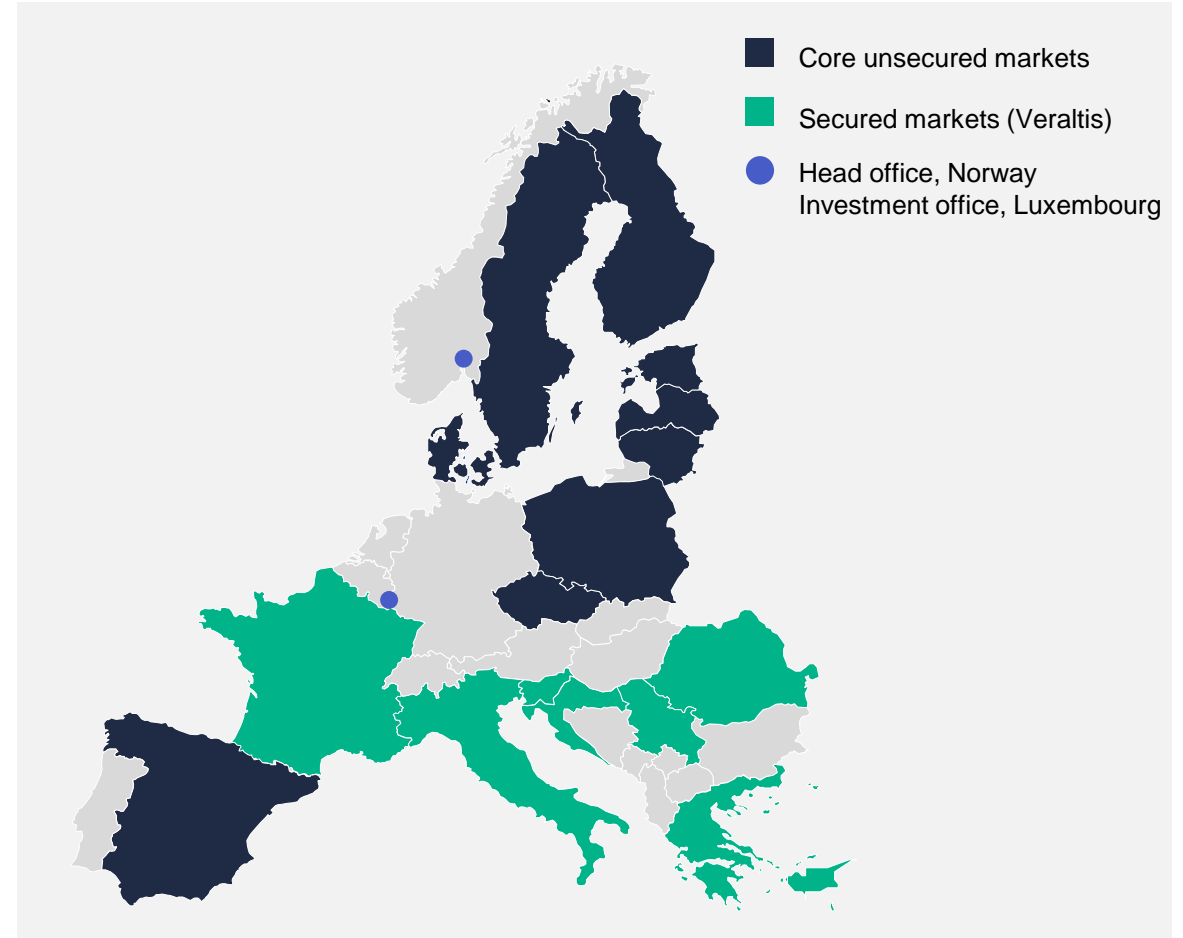 Core unsecured markets
Secured markets (Veraltis)
Head office, Norway
Investment office, Luxembourg